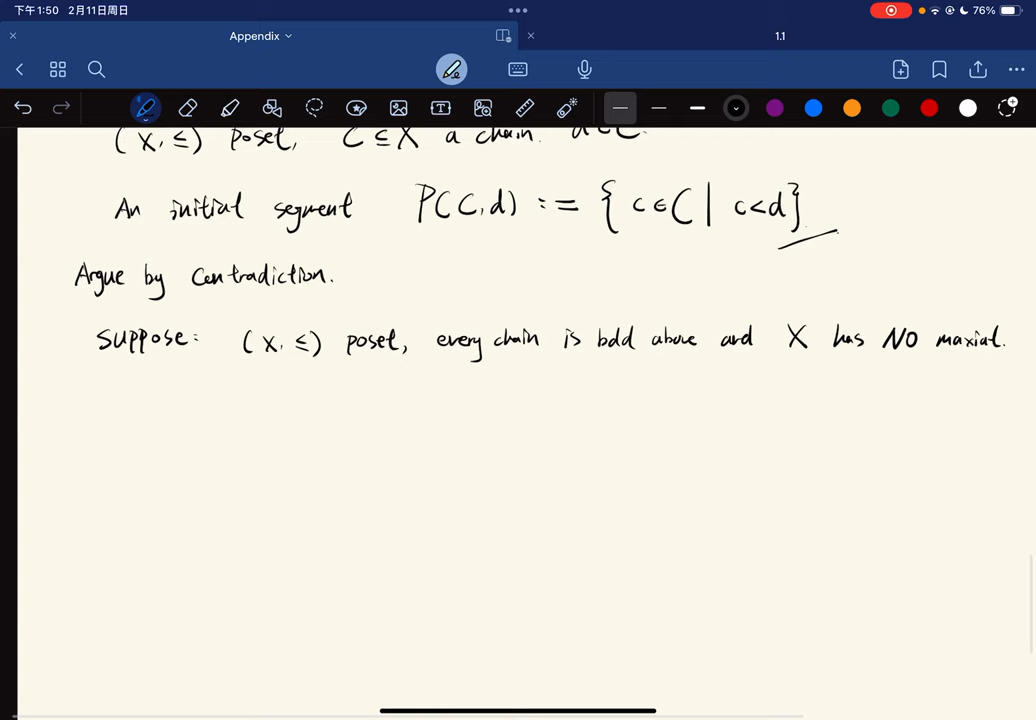 下午1:50 2月11日周日
76%
Appendix
1.1
(X, ≤) poset, C ⊆ X a chain. d ∈ C.
An initial segment P(C, d) := {c ∈ C | c < d}
Argue by Contradiction.
Suppose: (X, ≤) poset, every chain is bdd above and X has NO maxial.